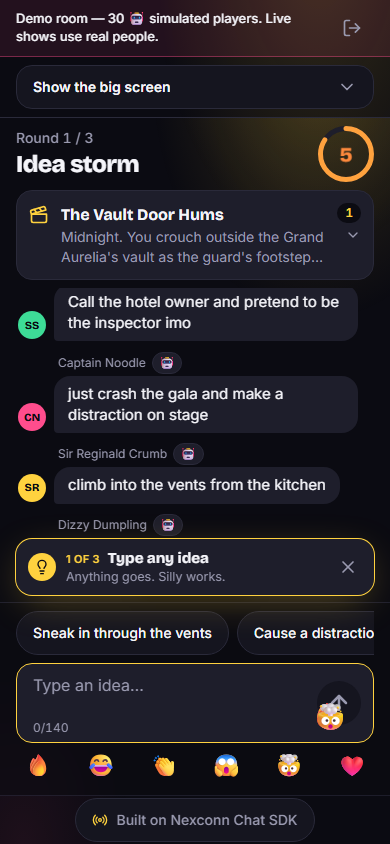 Demo room — 30 🤖 simulated players. Live
shows use real people.
Show the big screen
Round 1 / 3
Idea storm
5
The Vault Door Hums
1
Midnight. You crouch outside the Grand
Aurelia's vault as the guard's footstep...
Call the hotel owner and pretend to be
the inspector imo
SS
Captain Noodle
just crash the gala and make a
distraction on stage
CN
Sir Reginald Crumb
climb into the vents from the kitchen
SR
Dizzy Dumpling
1 OF 3 Type any idea
Anything goes. Silly works.
Sneak in through the vents
Cause a distractio
Type an idea...
0/140
Built on Nexconn Chat SDK